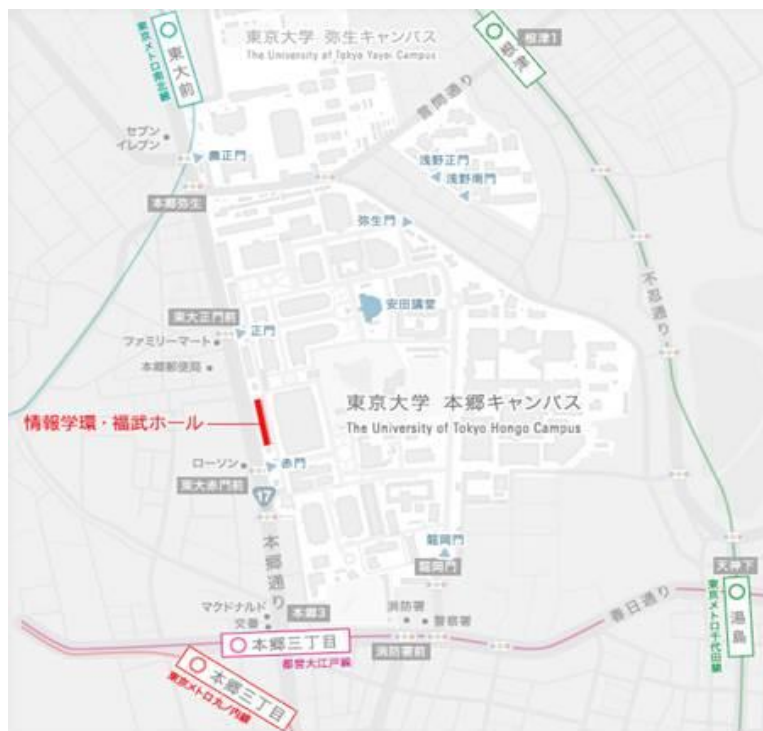 東京大学 弥生キャンパス
The University of Tokyo Yayoi Campus
根津1
根津
東大前
東京メトロ南北線
言問通り
セブン
イレブン
農正門
浅野正門
浅野南門
本郷弥生
弥生門
不忍通り
安田講堂
東大正門前
正門
ファミリーマート
本郷郵便局
東京大学 本郷キャンパス
The University of Tokyo Hongo Campus
情報学環・福武ホール
ローソン
赤門
東大赤門前
17
本郷通り
龍岡門
龍岡門
天神下
湯島
東京メトロ千代田線
春日通り
マクドナルド
交番
本郷3
消防署
警察署
消防署前
本郷三丁目
都営大江戸線
本郷三丁目
東京メトロ丸ノ内線